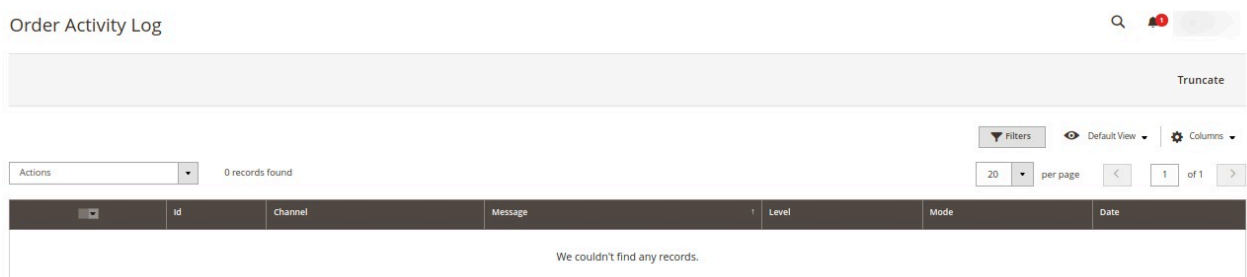 Order Activity Log
1
Truncate
Filters Default View Columns
Actions 0 records found 20 per page 1 of 1
Id Channel Message ↑ Level Mode Date
We couldn't find any records.